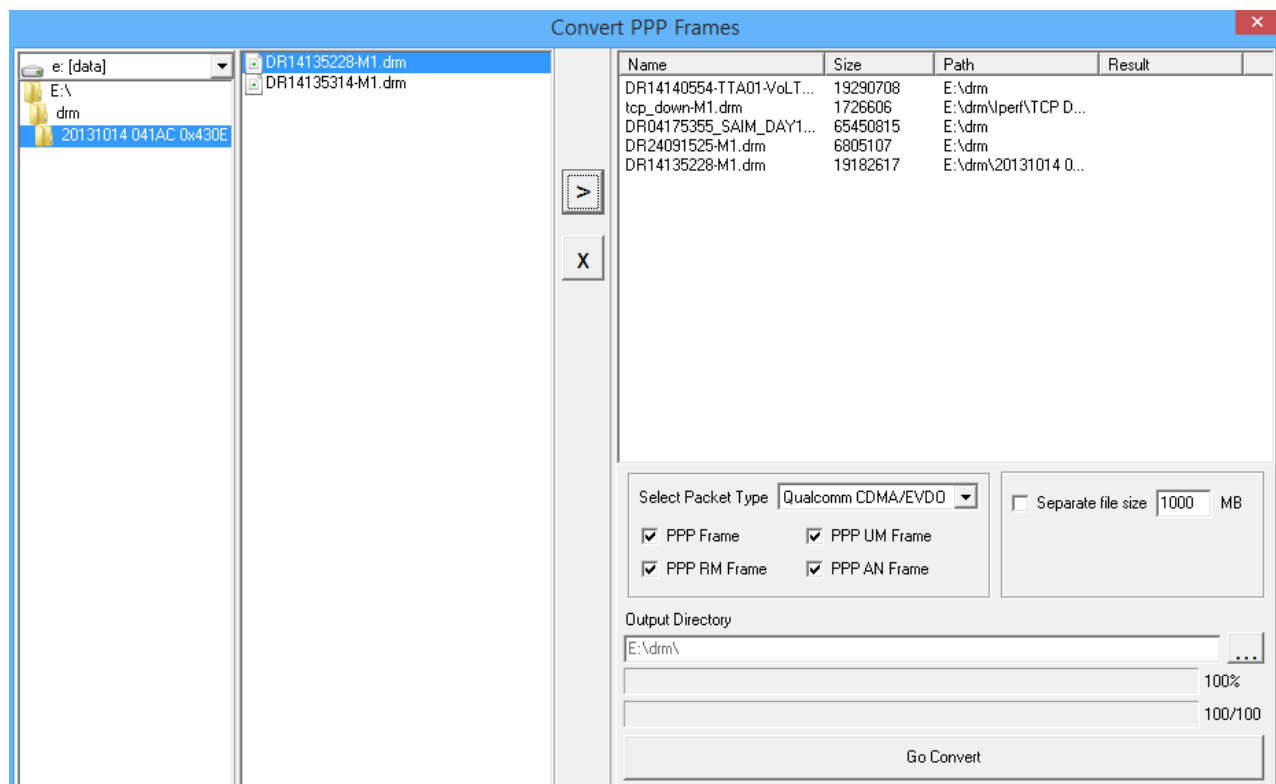 Convert PPP Frames
e: [data]
E:\
drm
20131014 041AC 0x430E
DR14135228-M1.drm
DR14135314-M1.drm
>
X
Name Size Path Result
DR14140554-TTA01-VoLT... 19290708 E:\drm
tcp_down-M1.drm 1726606 E:\drm\Iperf\TCP D...
DR04175355_SAIM_DAY1... 65450815 E:\drm
DR24091525-M1.drm 6805107 E:\drm
DR14135228-M1.drm 19182617 E:\drm\20131014 0...
Select Packet Type Qualcomm CDMA/EVDO
PPP Frame PPP UM Frame
PPP RM Frame PPP AN Frame
Separate file size 1000 MB
Output Directory
E:\drm\
...
100%
100/100
Go Convert